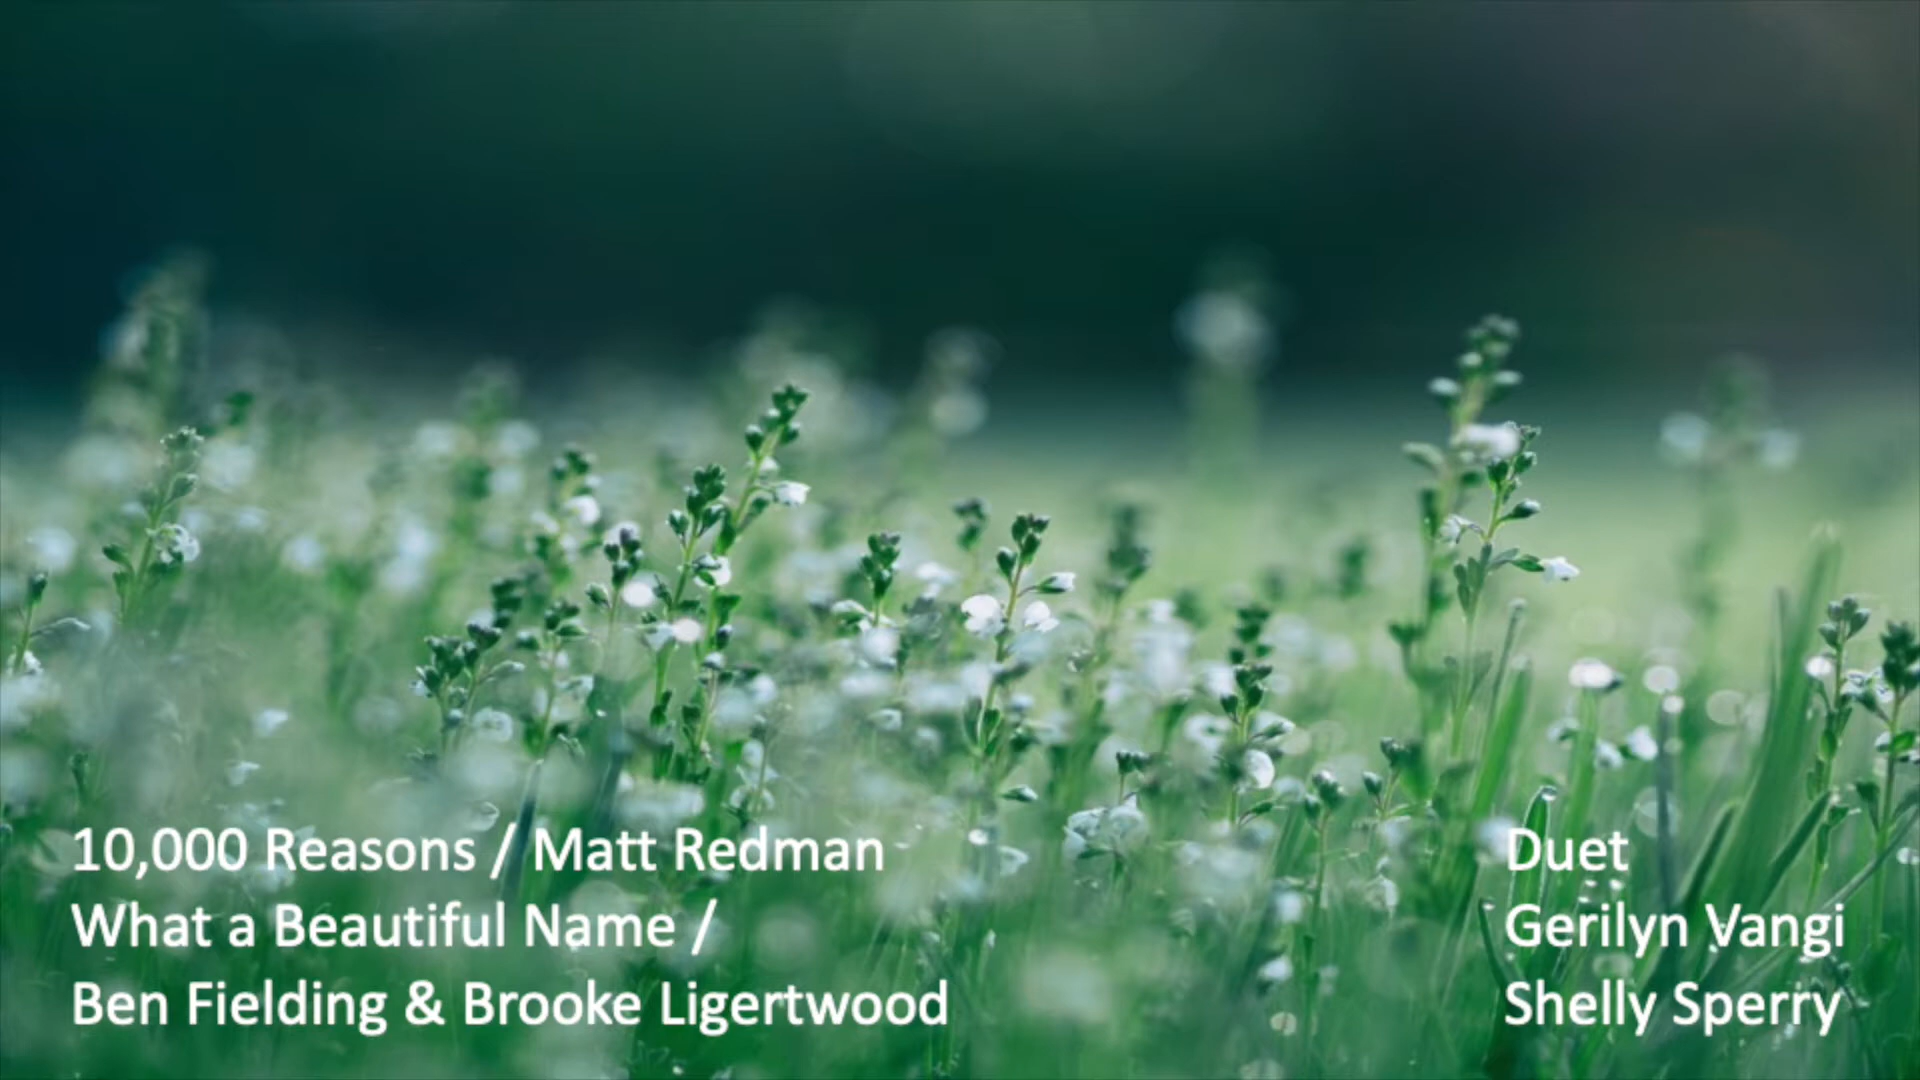 10,000 Reasons / Matt Redman
What a Beautiful Name /
Ben Fielding & Brooke Ligertwood
Duet
Gerilyn Vangi
Shelly Sperry